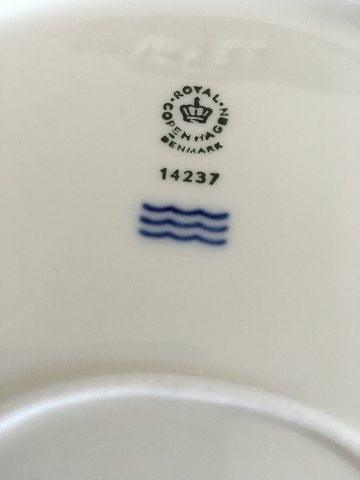 ROYAL
COPENHAGEN
DENMARK
14237